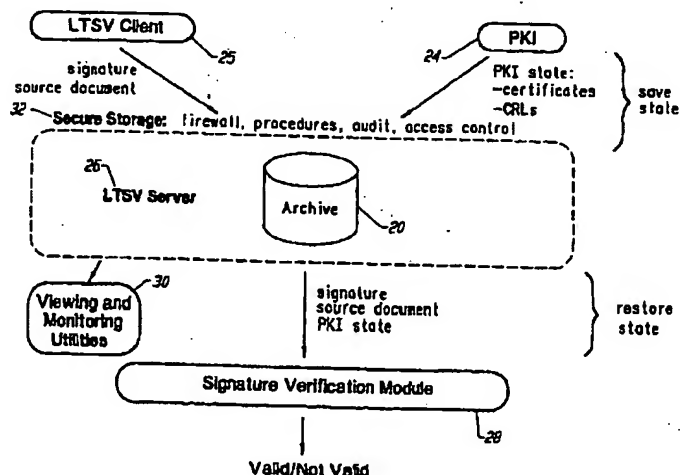 LTSV Client
25
PKI
24
signature
source document
PKI state:
-certificates
-CRLs
save
state
32 Secure Storage: firewall, procedures, audit, access control
26
LTSV Server
Archive
20
30
Viewing and
Monitoring
Utilities
signature
source document
PKI state
restore
state
Signature Verification Module
28
Valid/Not Valid